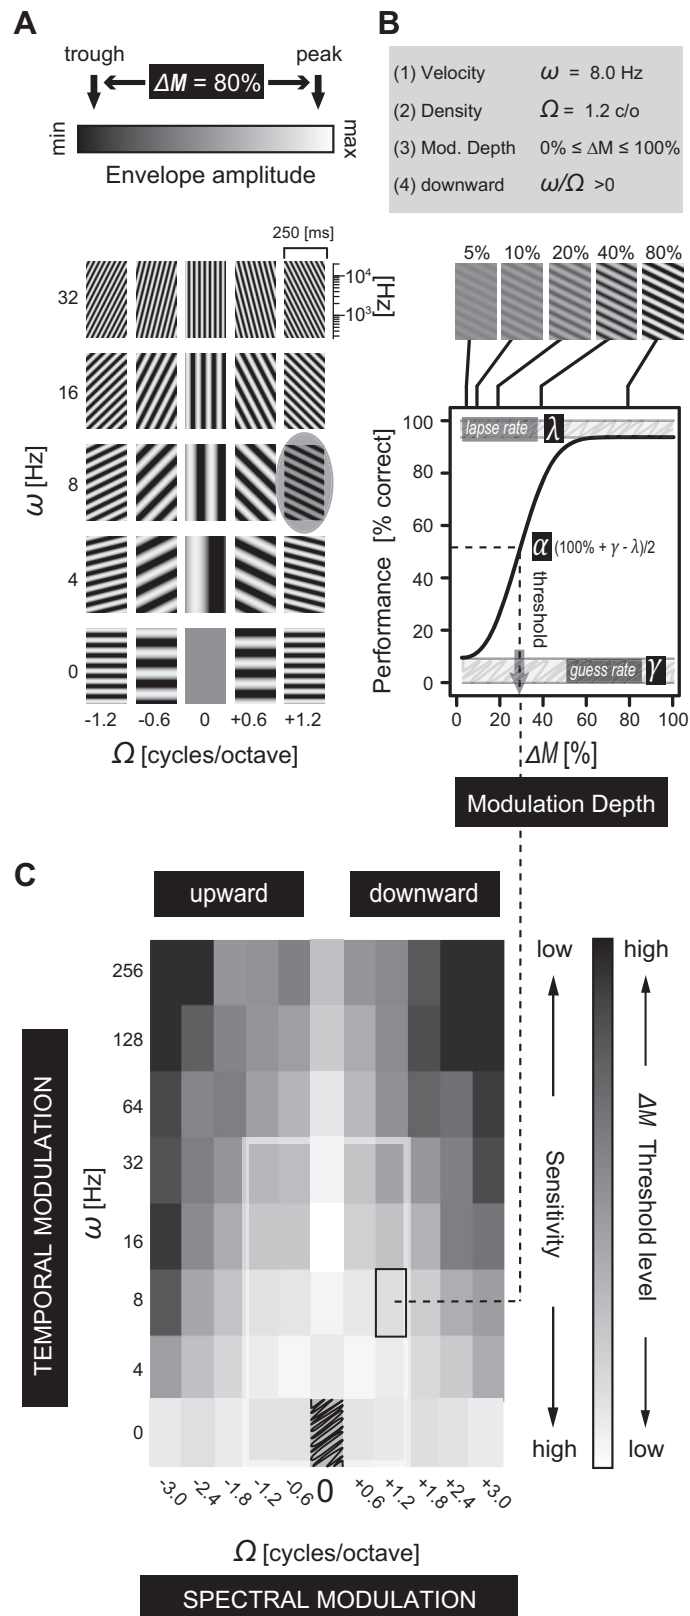 A
trough
peak
ΔM = 80%
min
max
Envelope amplitude
250 [ms]
10⁴
10³
[Hz]
32
16
8
4
0
ω [Hz]
-1.2
-0.6
0
+0.6
+1.2
Ω [cycles/octave]
B
(1) Velocity ω = 8.0 Hz
(2) Density Ω = 1.2 c/o
(3) Mod. Depth 0% ≤ ΔM ≤ 100%
(4) downward ω/Ω >0
5%
10%
20%
40%
80%
Performance [% correct]
100
80
60
40
20
0
lapse rate λ
α (100% + γ - λ)/2
threshold
guess rate γ
0
20
40
60
80
100
ΔM [%]
Modulation Depth
C
upward
downward
TEMPORAL MODULATION
ω [Hz]
256
128
64
32
16
8
4
0
-3.0
-2.4
-1.8
-1.2
-0.6
0
+0.6
+1.2
+1.8
+2.4
+3.0
Ω [cycles/octave]
SPECTRAL MODULATION
low
Sensitivity
high
high
ΔM Threshold level
low